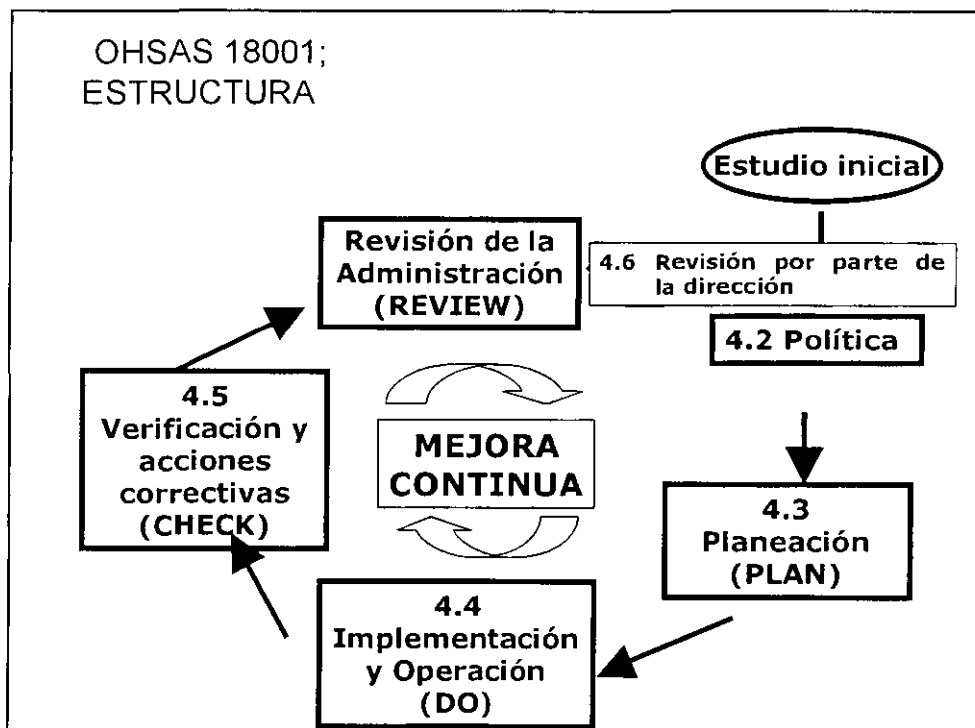 OHSAS 18001;
ESTRUCTURA
Estudio inicial
Revisión de la
Administración
(REVIEW)
4.6 Revisión por parte de
la dirección
4.2 Política
4.5
Verificación y
acciones
correctivas
(CHECK)
MEJORA
CONTINUA
4.3
Planeación
(PLAN)
4.4
Implementación
y Operación
(DO)